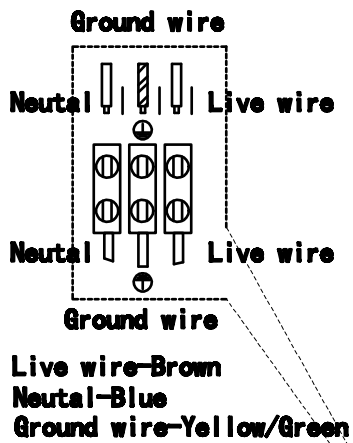 Ground wire
Neutal Live wire
Neutal Live wire
Ground wire
Live wire-Brown
Neutal-Blue
Ground wire-Yellow/Green